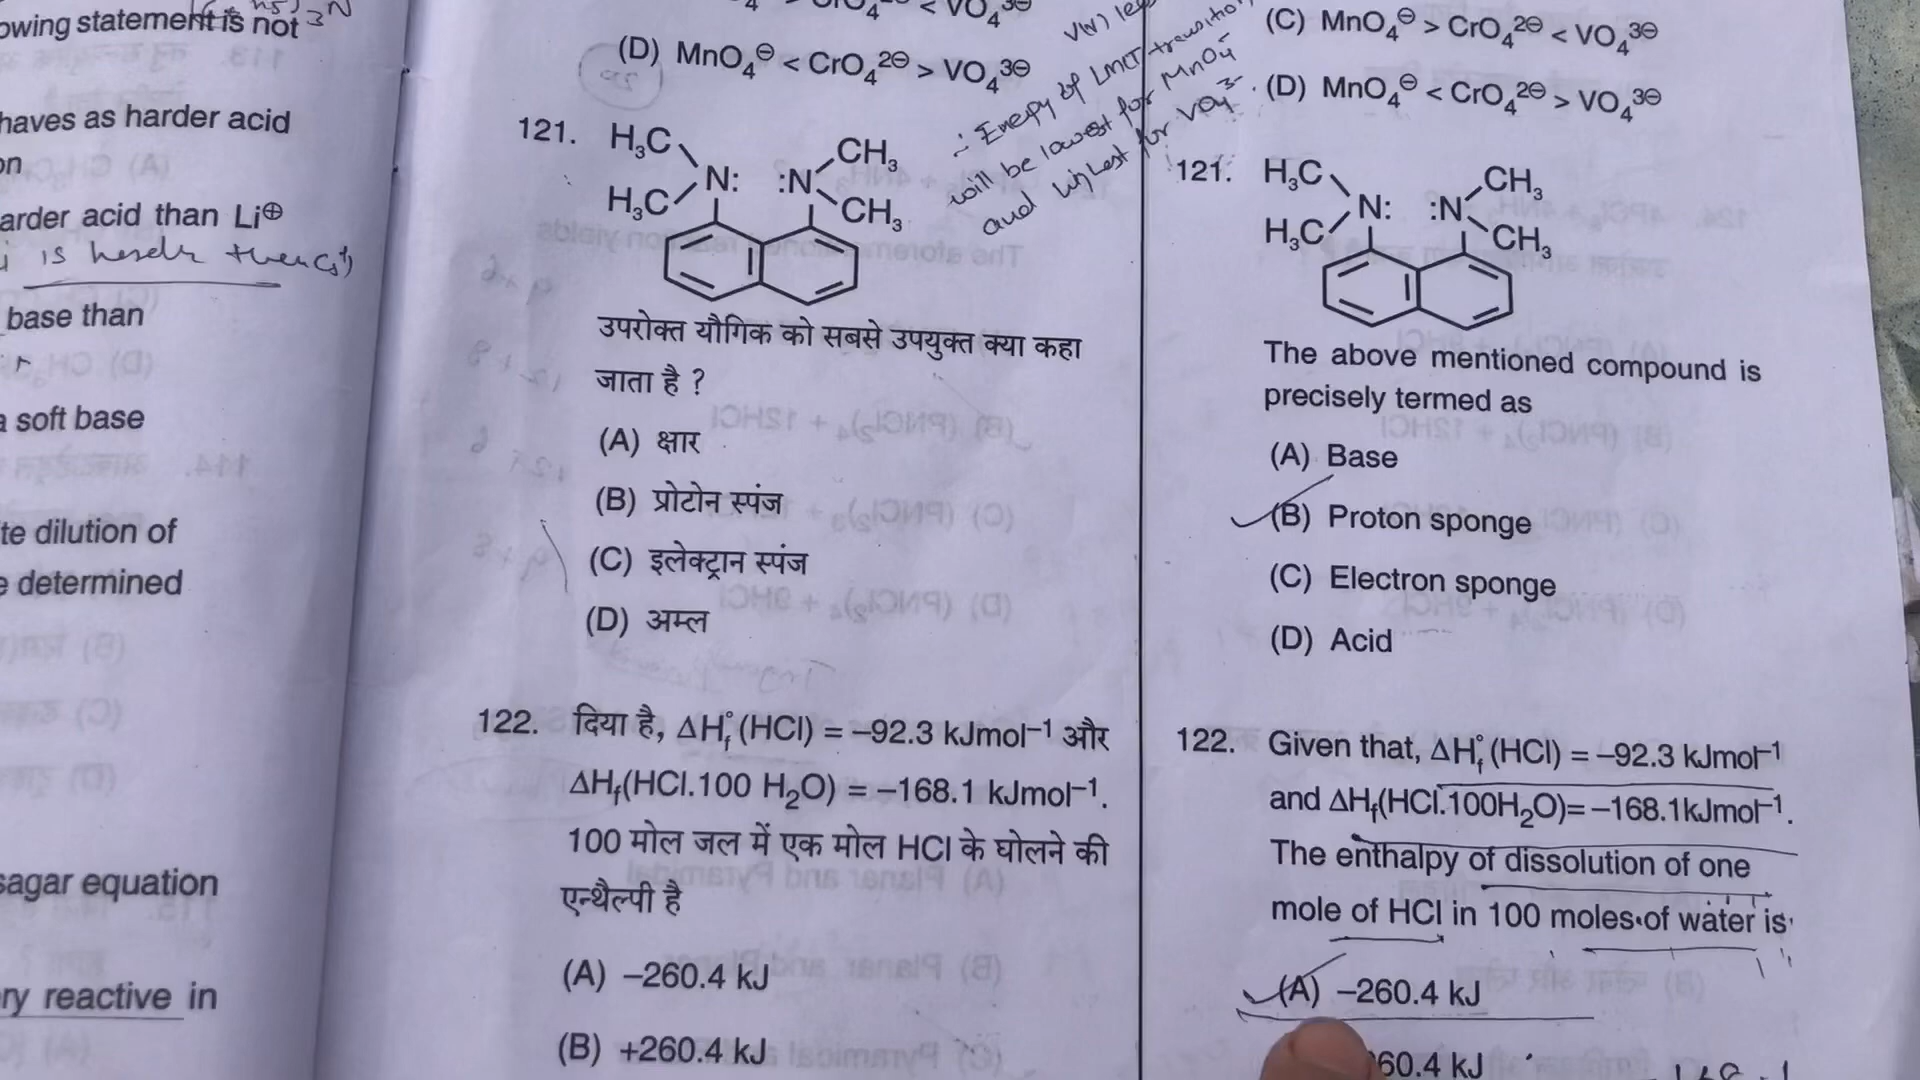 owing statement is not
haves as harder acid
on
arder acid than Li⊕
base than
r
a soft base
te dilution of
e determined
sagar equation
ry reactive in
< VO₄³⊖
(D) MnO₄⊖ < CrO₄²⊖ > VO₄³⊖
∴ Energy of LMCT transition
will be lowest for MnO₄⁻
and highest for VO₄³⁻.
121.
H₃C
H₃C
N:
:N
CH₃
CH₃
उपरोक्त यौगिक को सबसे उपयुक्त क्या कहा
जाता है ?
(A) क्षार
(B) प्रोटोन स्पंज
(C) इलेक्ट्रान स्पंज
(D) अम्ल
122. दिया है, ΔH°f (HCl) = –92.3 kJmol–1 और
ΔHf(HCl.100 H₂O) = –168.1 kJmol–1.
100 मोल जल में एक मोल HCl के घोलने की
एन्थैल्पी है
(A) –260.4 kJ
(B) +260.4 kJ
(C) MnO₄⊖ > CrO₄²⊖ < VO₄³⊖
(D) MnO₄⊖ < CrO₄²⊖ > VO₄³⊖
121.
H₃C
H₃C
N:
:N
CH₃
CH₃
The above mentioned compound is
precisely termed as
(A) Base
(B) Proton sponge
(C) Electron sponge
(D) Acid
122. Given that, ΔH°f (HCl) = –92.3 kJmol–1
and ΔHf(HCl.100H₂O)= –168.1kJmol–1.
The enthalpy of dissolution of one
mole of HCl in 100 moles of water is
(A) –260.4 kJ
60.4 kJ